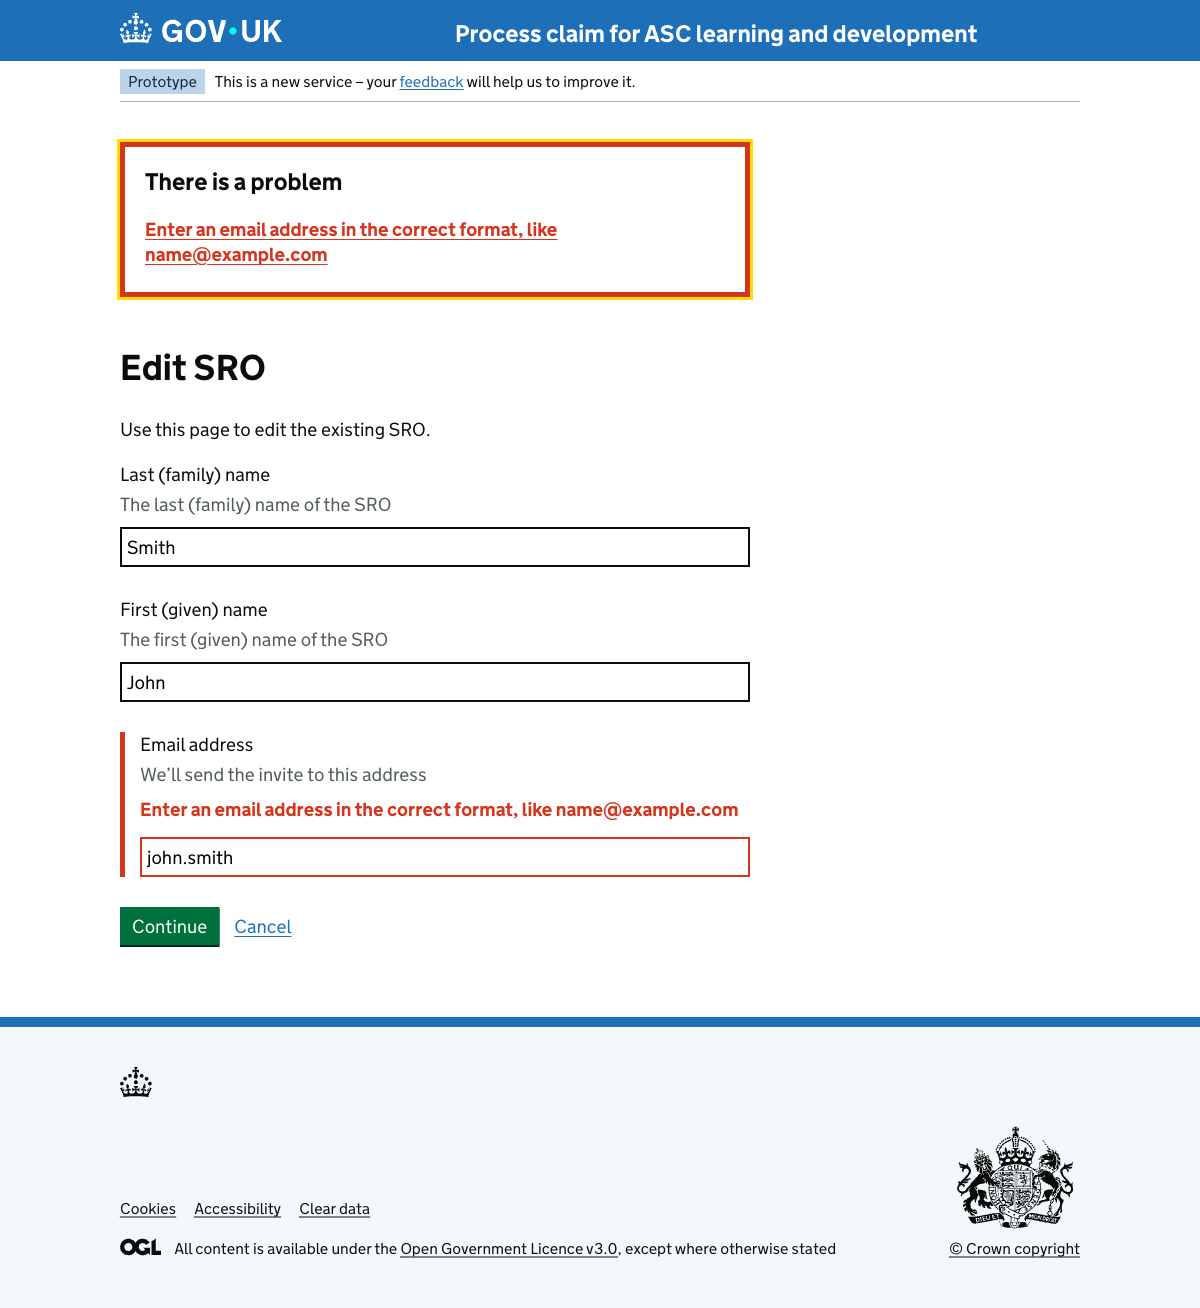 GOV·UK
Process claim for ASC learning and development
Prototype This is a new service – your feedback will help us to improve it.
There is a problem
Enter an email address in the correct format, like
name@example.com
Edit SRO
Use this page to edit the existing SRO.
Last (family) name
The last (family) name of the SRO
Smith
First (given) name
The first (given) name of the SRO
John
Email address
We’ll send the invite to this address
Enter an email address in the correct format, like name@example.com
john.smith
Continue Cancel
Cookies Accessibility Clear data
OGL All content is available under the Open Government Licence v3.0, except where otherwise stated
© Crown copyright